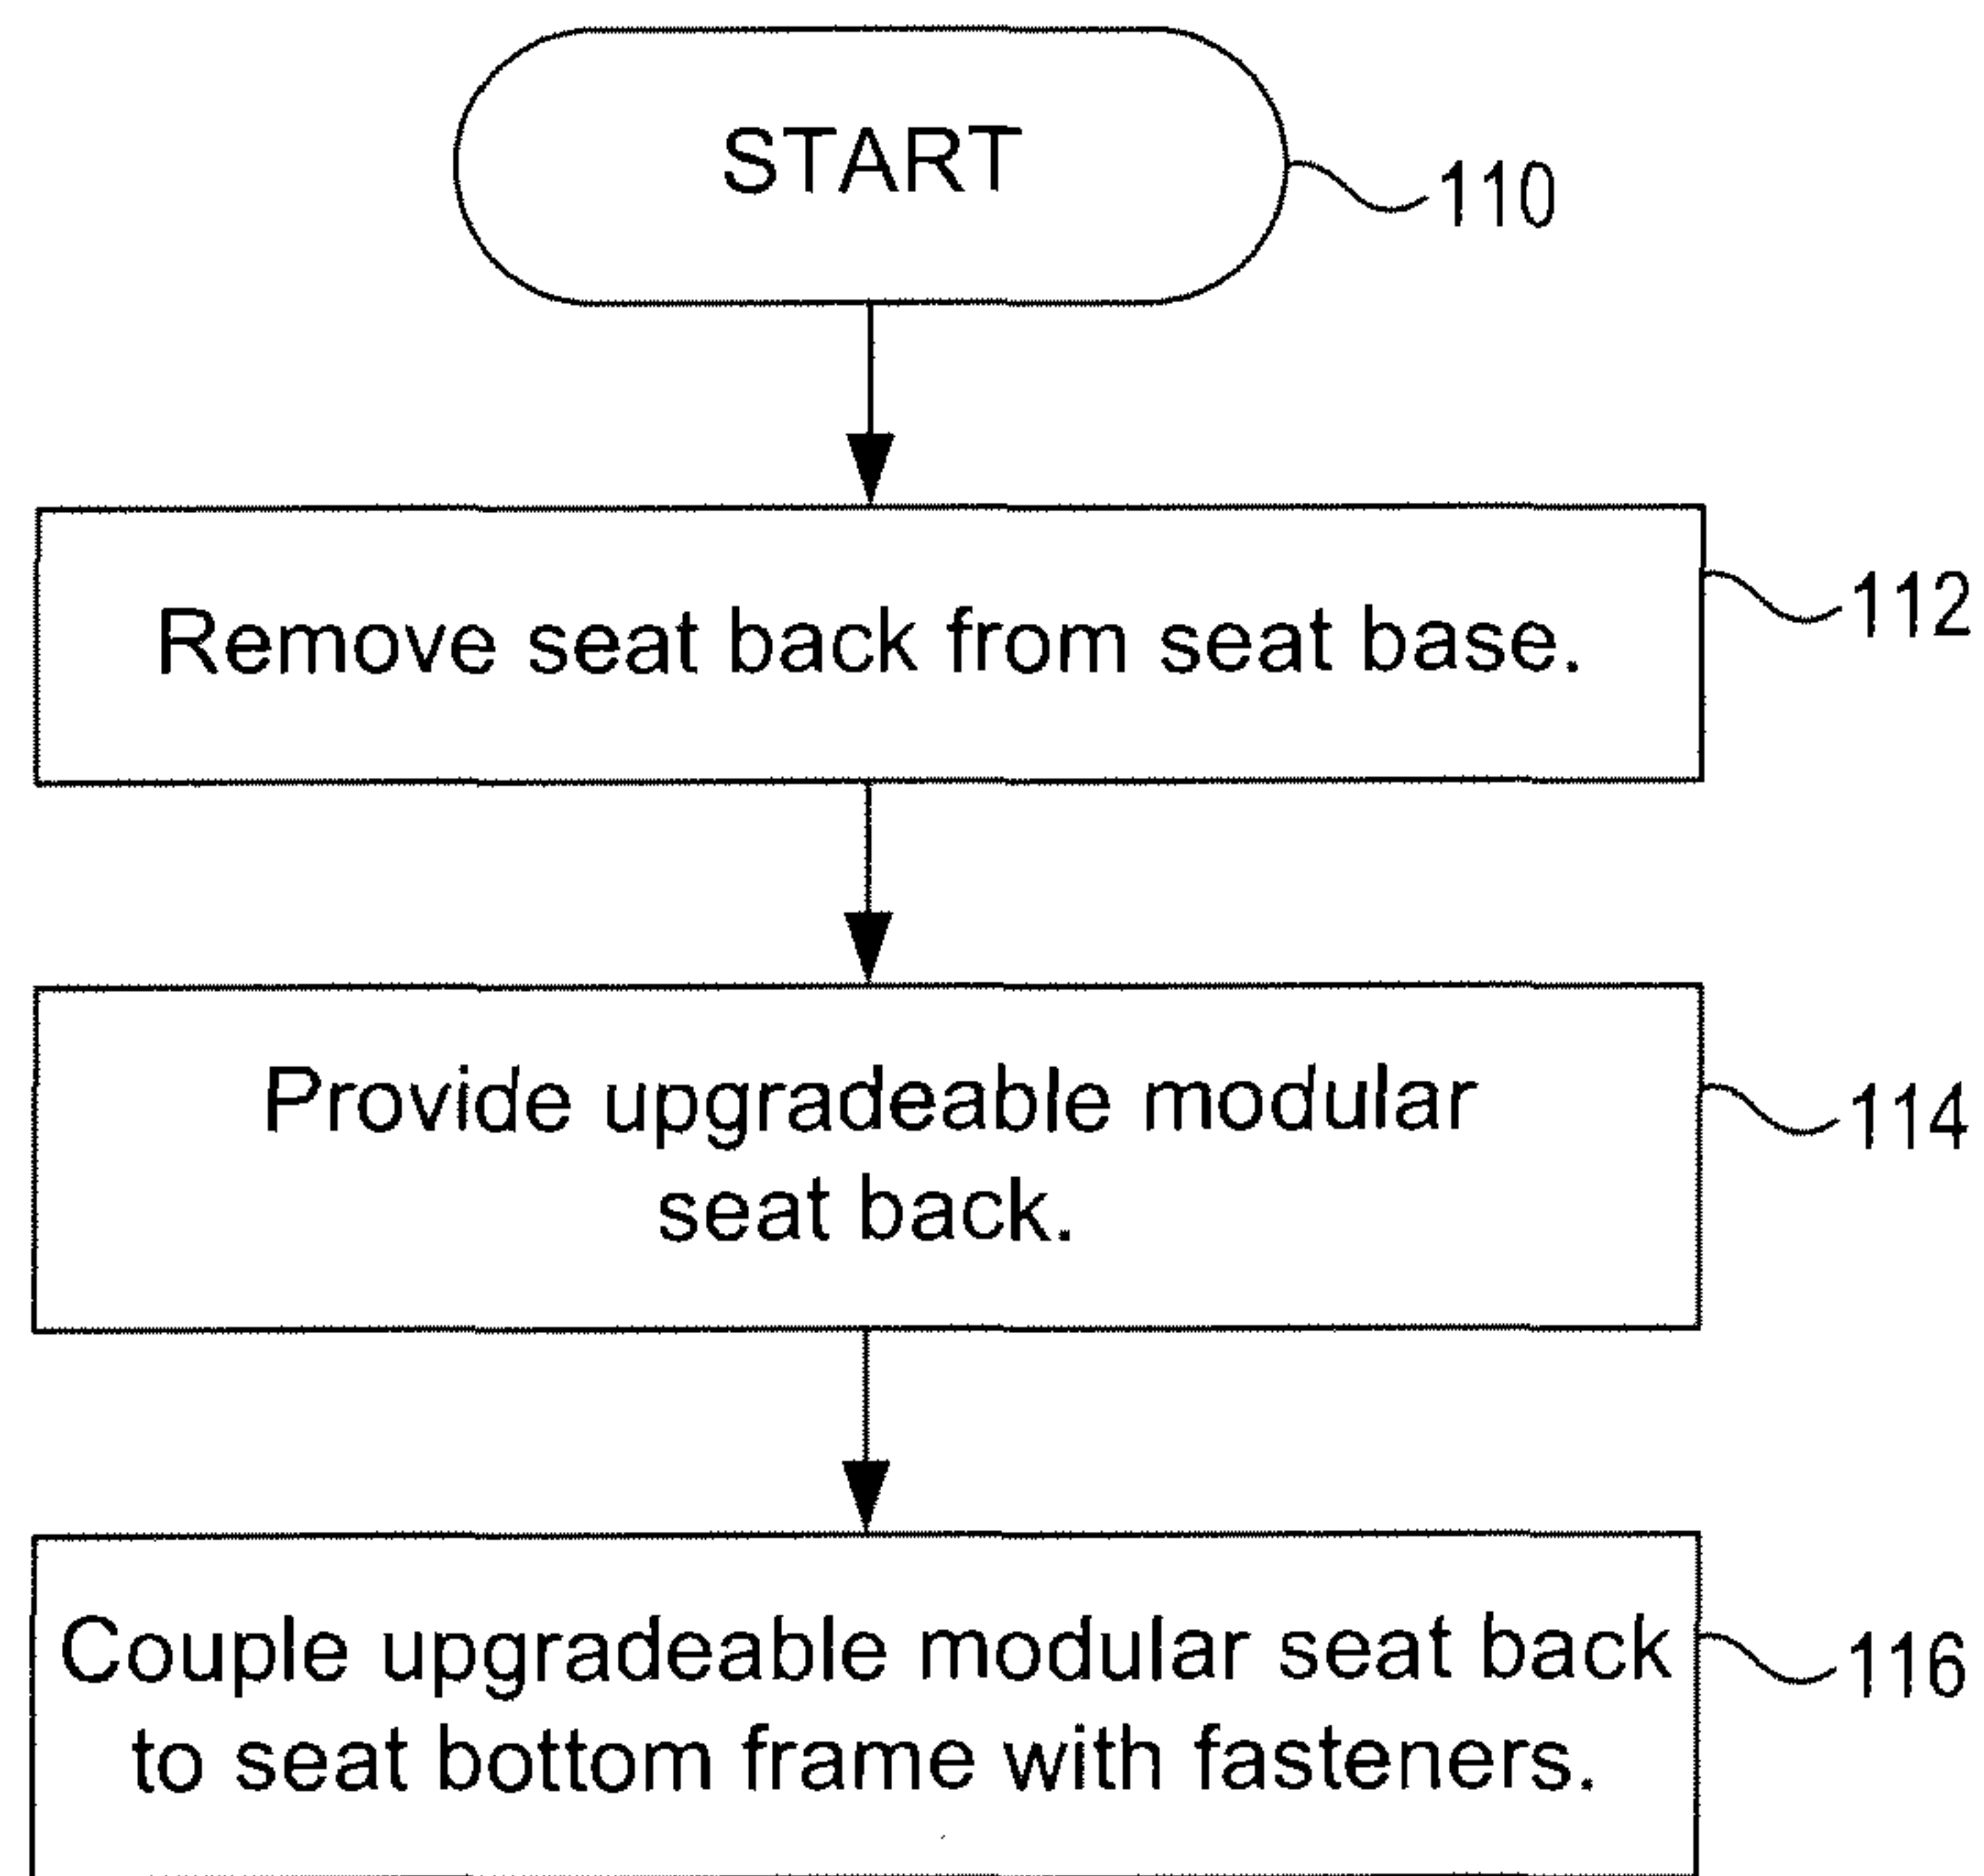 START
110
Remove seat back from seat base.
112
Provide upgradeable modular
seat back.
114
Couple upgradeable modular seat back
to seat bottom frame with fasteners.
116